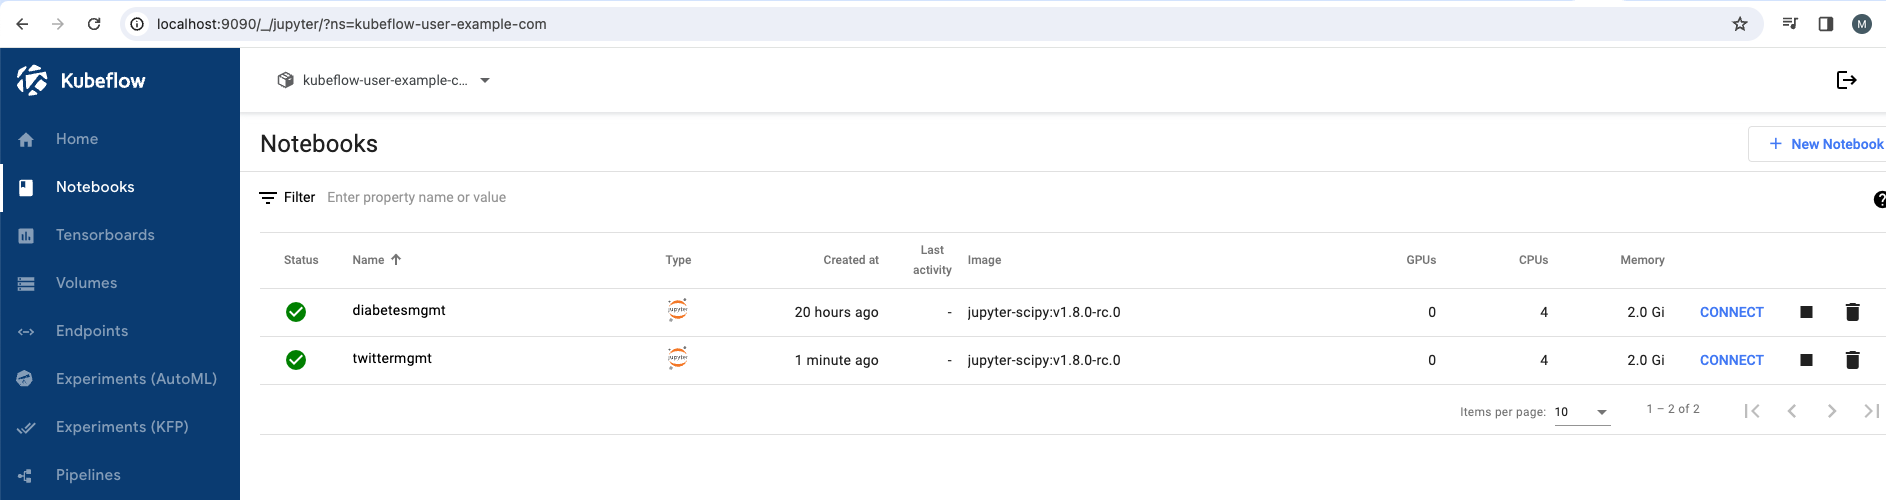 localhost:9090/_/jupyter/?ns=kubeflow-user-example-com
M
Kubeflow
kubeflow-user-example-c...
Home
Notebooks
Tensorboards
Volumes
Endpoints
Experiments (AutoML)
Experiments (KFP)
Pipelines
Notebooks
+ New Notebook
Filter Enter property name or value
?
Status Name Type Created at Last activity Image GPUs CPUs Memory
diabetesmgmt jupyter 20 hours ago - jupyter-scipy:v1.8.0-rc.0 0 4 2.0 Gi CONNECT
twittermgmt jupyter 1 minute ago - jupyter-scipy:v1.8.0-rc.0 0 4 2.0 Gi CONNECT
Items per page: 10 1 – 2 of 2